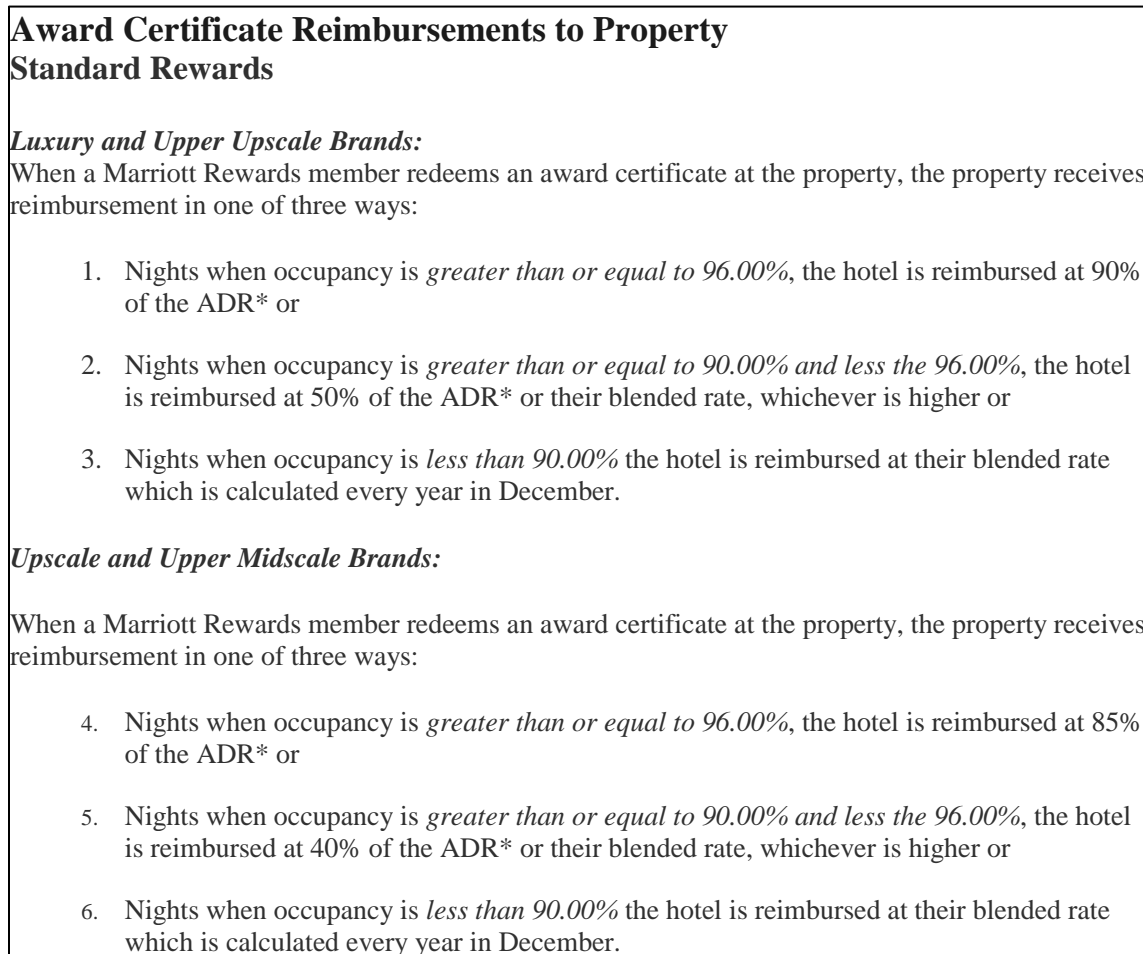 Award Certificate Reimbursements to Property
Standard Rewards
Luxury and Upper Upscale Brands:
When a Marriott Rewards member redeems an award certificate at the property, the property receives
reimbursement in one of three ways:
1. Nights when occupancy is greater than or equal to 96.00%, the hotel is reimbursed at 90%
of the ADR* or
2. Nights when occupancy is greater than or equal to 90.00% and less the 96.00%, the hotel
is reimbursed at 50% of the ADR* or their blended rate, whichever is higher or
3. Nights when occupancy is less than 90.00% the hotel is reimbursed at their blended rate
which is calculated every year in December.
Upscale and Upper Midscale Brands:
When a Marriott Rewards member redeems an award certificate at the property, the property receives
reimbursement in one of three ways:
4. Nights when occupancy is greater than or equal to 96.00%, the hotel is reimbursed at 85%
of the ADR* or
5. Nights when occupancy is greater than or equal to 90.00% and less the 96.00%, the hotel
is reimbursed at 40% of the ADR* or their blended rate, whichever is higher or
6. Nights when occupancy is less than 90.00% the hotel is reimbursed at their blended rate
which is calculated every year in December.